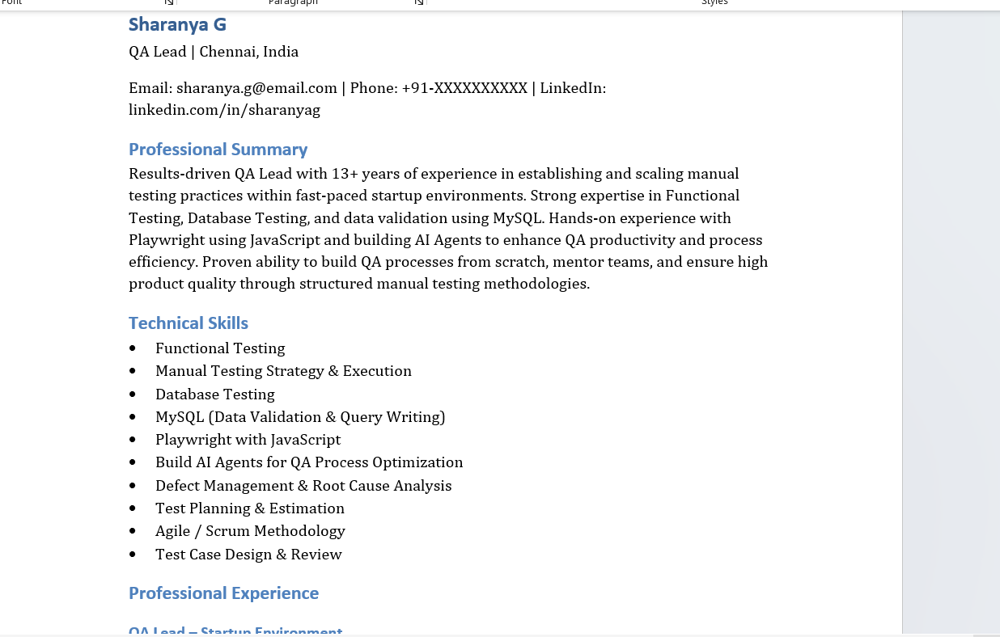 Font
Paragraph
Styles
Sharanya G
QA Lead | Chennai, India
Email: sharanya.g@email.com | Phone: +91-XXXXXXXXXX | LinkedIn:
linkedin.com/in/sharanyag
Professional Summary
Results-driven QA Lead with 13+ years of experience in establishing and scaling manual
testing practices within fast-paced startup environments. Strong expertise in Functional
Testing, Database Testing, and data validation using MySQL. Hands-on experience with
Playwright using JavaScript and building AI Agents to enhance QA productivity and process
efficiency. Proven ability to build QA processes from scratch, mentor teams, and ensure high
product quality through structured manual testing methodologies.
Technical Skills
• Functional Testing
• Manual Testing Strategy & Execution
• Database Testing
• MySQL (Data Validation & Query Writing)
• Playwright with JavaScript
• Build AI Agents for QA Process Optimization
• Defect Management & Root Cause Analysis
• Test Planning & Estimation
• Agile / Scrum Methodology
• Test Case Design & Review
Professional Experience
QA Lead – Startup Environment